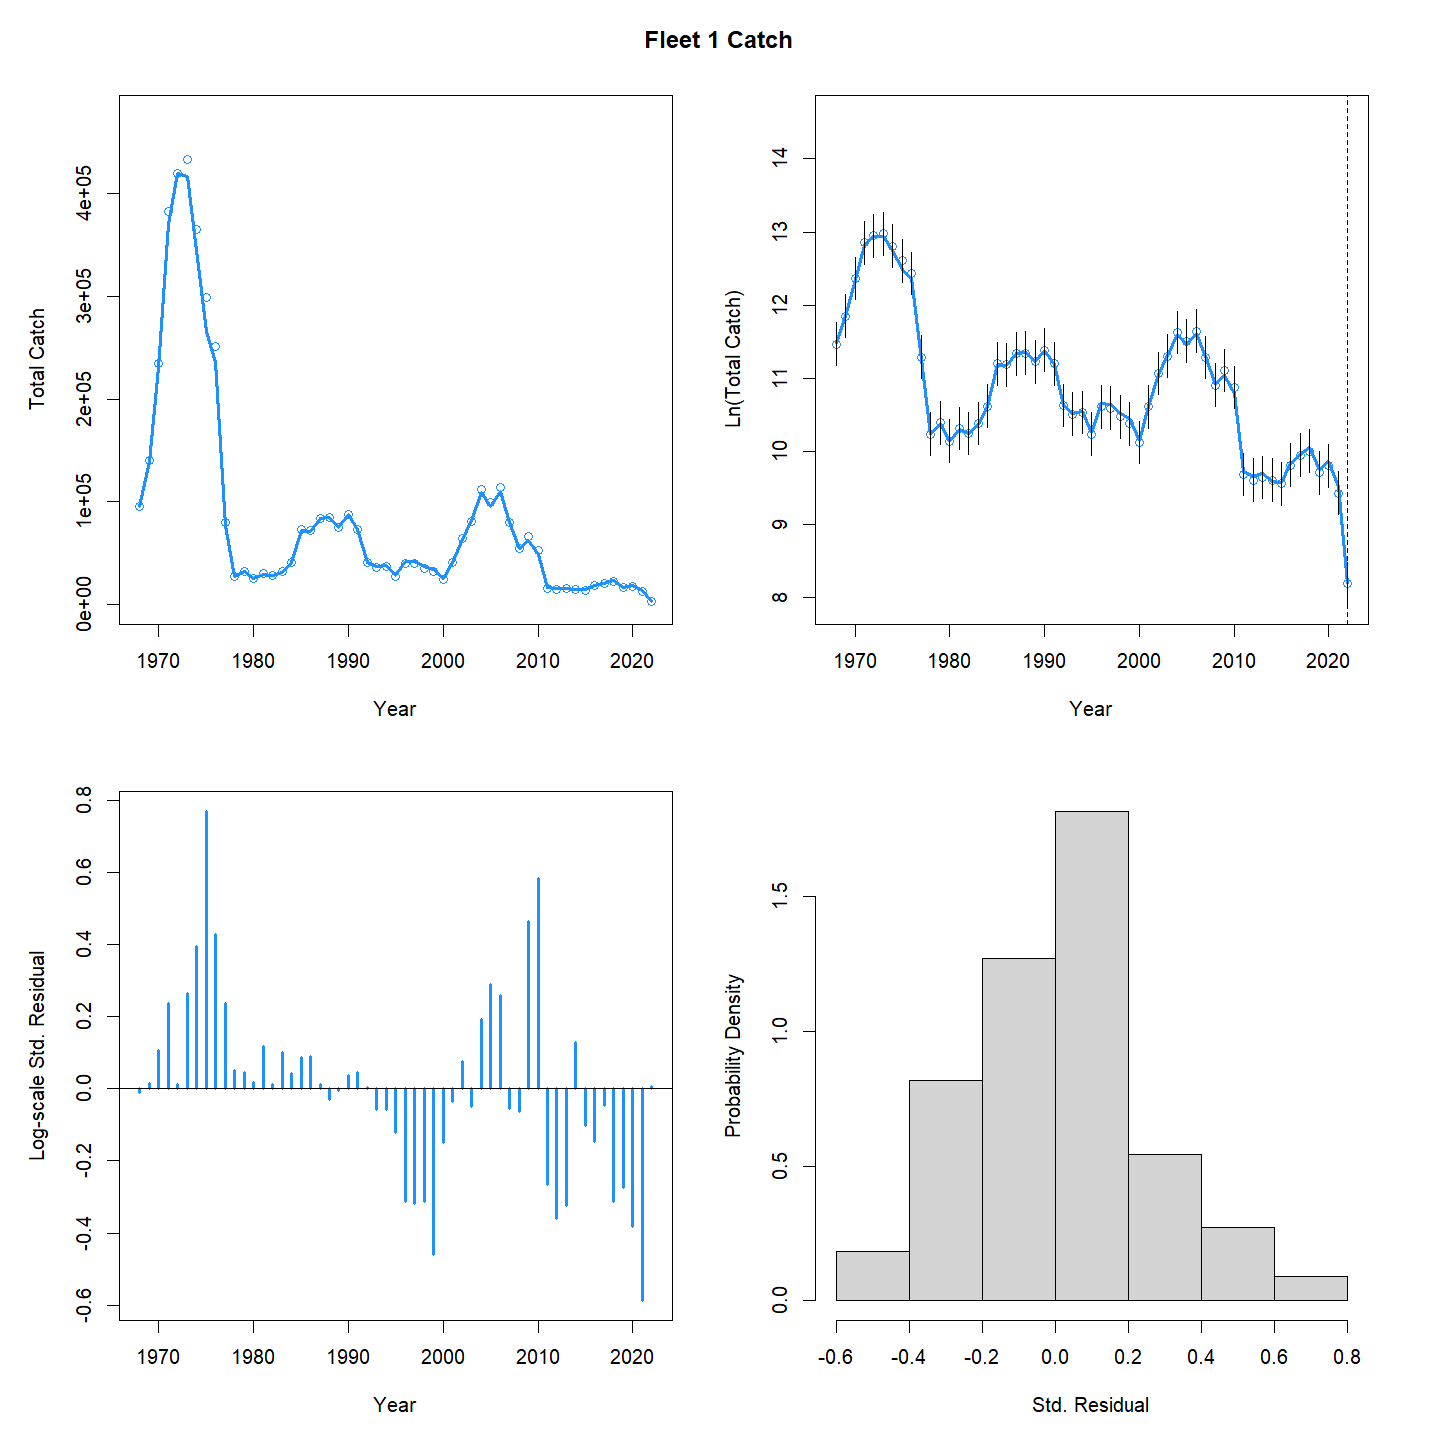 Fleet 1 Catch
Total Catch
0e+00 1e+05 2e+05 3e+05 4e+05
1970 1980 1990 2000 2010 2020
Year
Ln(Total Catch)
8 9 10 11 12 13 14
1970 1980 1990 2000 2010 2020
Year
Log-scale Std. Residual
-0.6 -0.4 -0.2 0.0 0.2 0.4 0.6 0.8
1970 1980 1990 2000 2010 2020
Year
Probability Density
0.0 0.5 1.0 1.5
-0.6 -0.4 -0.2 0.0 0.2 0.4 0.6 0.8
Std. Residual